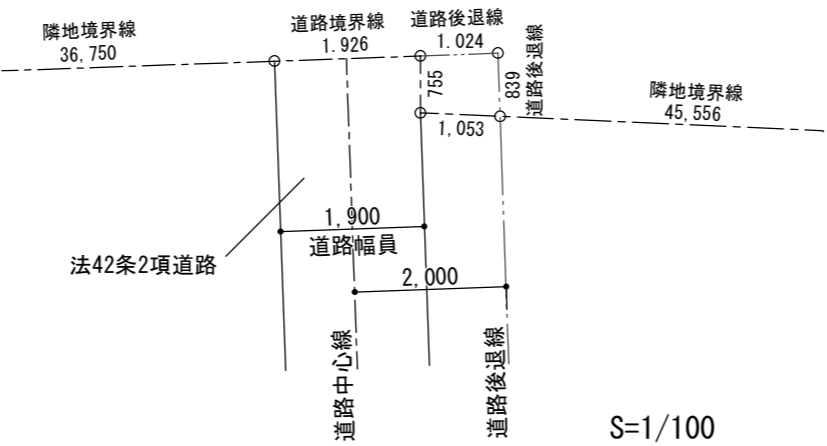 隣地境界線
36,750
道路境界線
1.926
道路後退線
1.024
755
839
道路後退線
隣地境界線
45,556
1,053
1,900
道路幅員
法42条2項道路
2,000
道路中心線
道路後退線
S=1/100